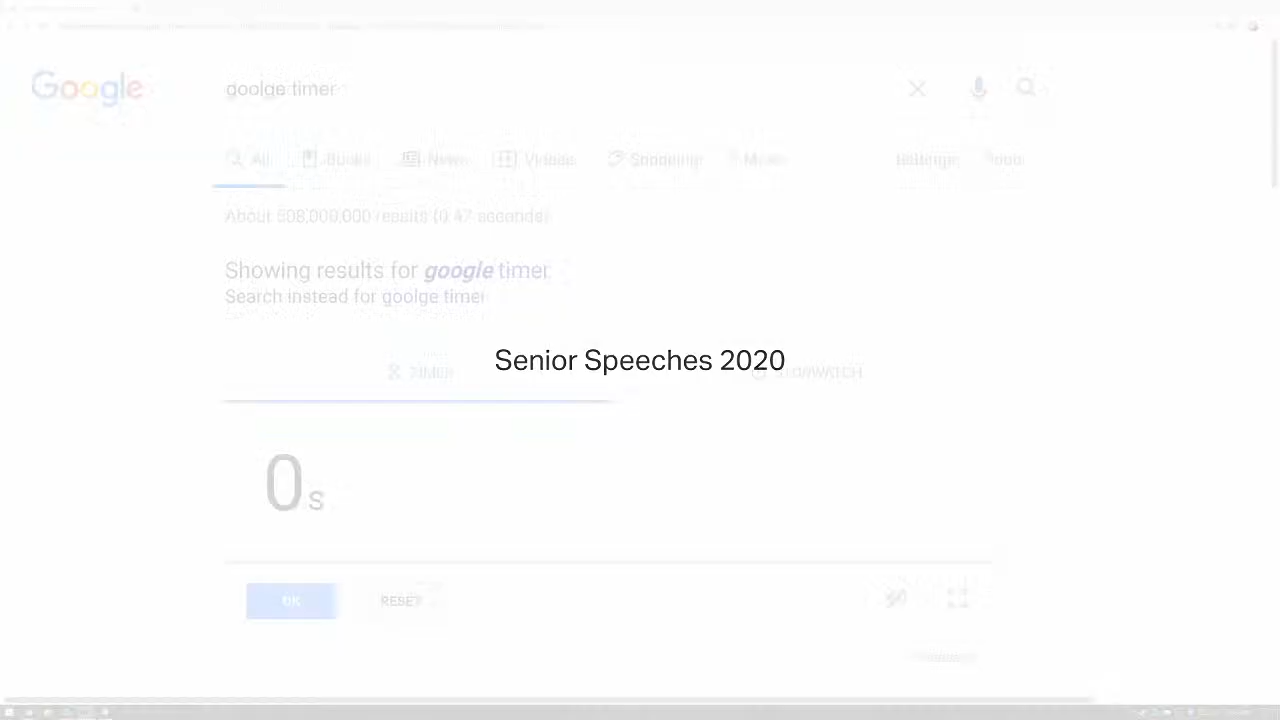 Google
goolge timer
All Books News Videos Shopping More Settings Tools
About 508,000,000 results (0.47 seconds)
Showing results for google timer
Search instead for goolge timer
TIMER STOPWATCH
Senior Speeches 2020
0 s
OK RESET